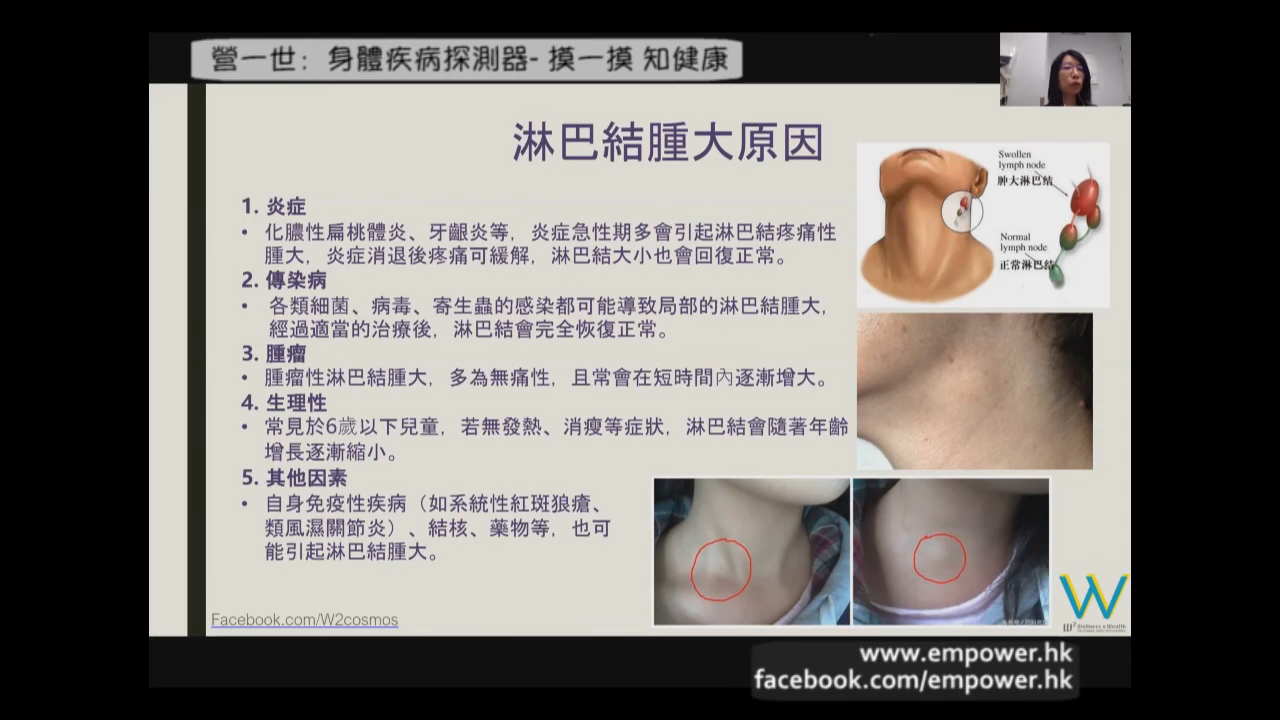 營一世：身體疾病探測器- 摸一摸 知健康
淋巴結腫大原因
1. 炎症
• 化膿性扁桃體炎、牙齦炎等，炎症急性期多會引起淋巴結疼痛性
腫大，炎症消退後疼痛可緩解，淋巴結大小也會回復正常。
2. 傳染病
• 各類細菌、病毒、寄生蟲的感染都可能導致局部的淋巴結腫大，
經過適當的治療後，淋巴結會完全恢復正常。
3. 腫瘤
• 腫瘤性淋巴結腫大，多為無痛性，且常會在短時間內逐漸增大。
4. 生理性
• 常見於6歲以下兒童，若無發熱、消瘦等症狀，淋巴結會隨著年齡
增長逐漸縮小。
5. 其他因素
• 自身免疫性疾病（如系統性紅斑狼瘡、
類風濕關節炎）、結核、藥物等，也可
能引起淋巴結腫大。
Swollen
lymph node
肿大淋巴结
Normal
lymph node
正常淋巴结
Facebook.com/W2cosmos
W
W² Wellness n Wealth
www.empower.hk
facebook.com/empower.hk